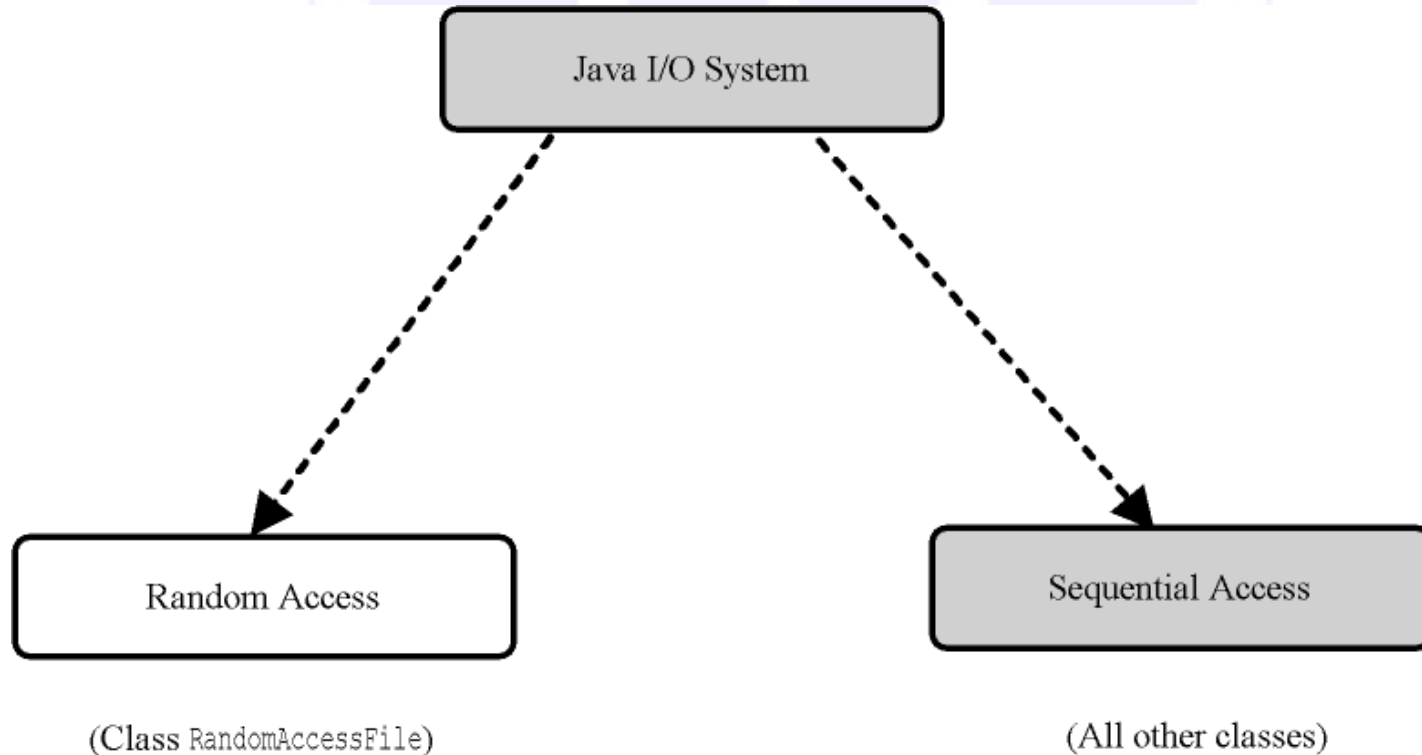 Java I/O System
Random Access
Sequential Access
(Class RandomAccessFile)
(All other classes)